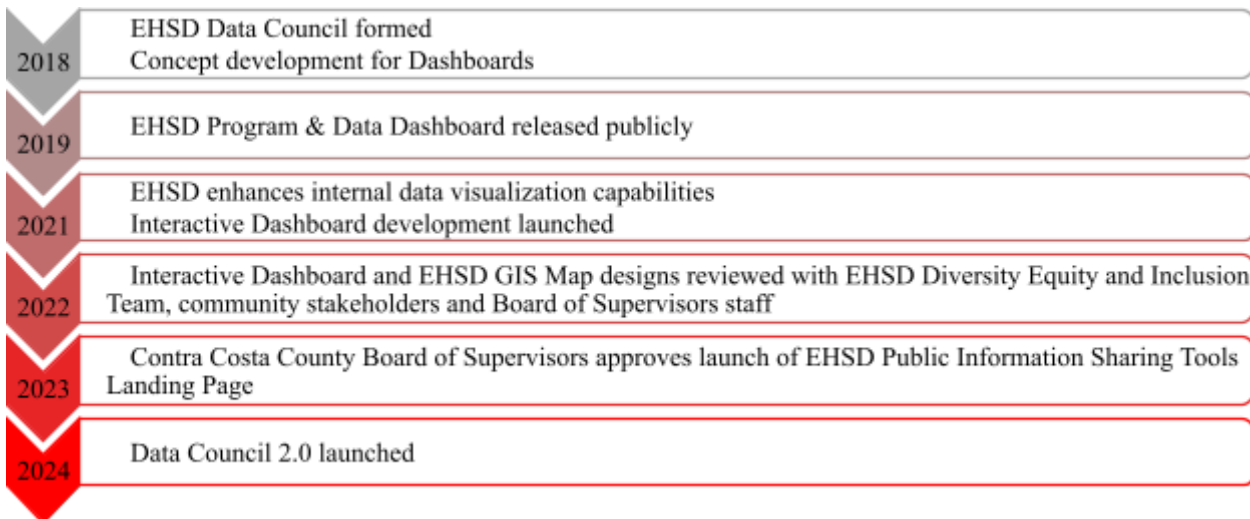 2018
EHSD Data Council formed
Concept development for Dashboards
2019
EHSD Program & Data Dashboard released publicly
2021
EHSD enhances internal data visualization capabilities
Interactive Dashboard development launched
2022
Interactive Dashboard and EHSD GIS Map designs reviewed with EHSD Diversity Equity and Inclusion
Team, community stakeholders and Board of Supervisors staff
2023
Contra Costa County Board of Supervisors approves launch of EHSD Public Information Sharing Tools
Landing Page
2024
Data Council 2.0 launched